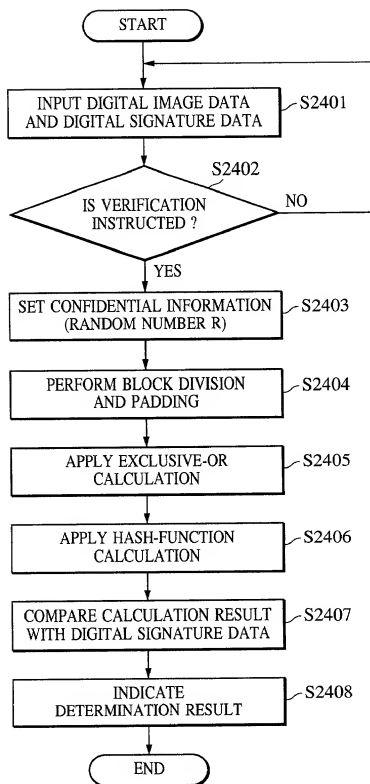 START
INPUT DIGITAL IMAGE DATA
AND DIGITAL SIGNATURE DATA
S2401
S2402
IS VERIFICATION
INSTRUCTED ?
NO
YES
SET CONFIDENTIAL INFORMATION
(RANDOM NUMBER R)
S2403
PERFORM BLOCK DIVISION
AND PADDING
S2404
APPLY EXCLUSIVE-OR
CALCULATION
S2405
APPLY HASH-FUNCTION
CALCULATION
S2406
COMPARE CALCULATION RESULT
WITH DIGITAL SIGNATURE DATA
S2407
INDICATE
DETERMINATION RESULT
S2408
END